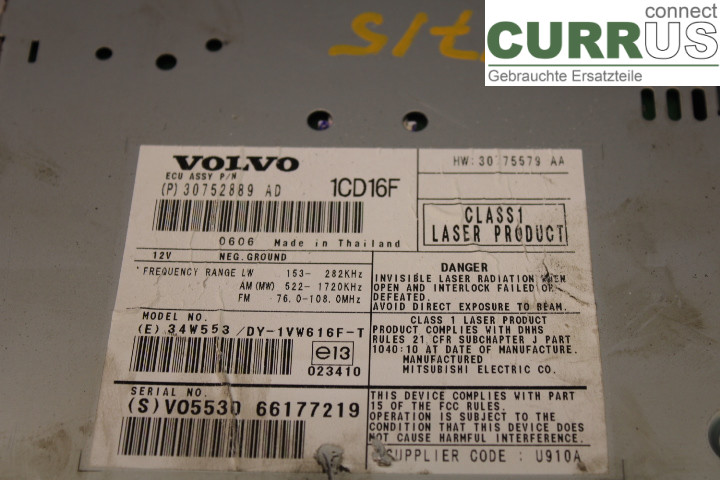 connect
CURRUS
Gebrauchte Ersatzteile
VOLVO
ECU ASSY P/N
(P) 30752889 AD
1CD16F
HW: 30775579 AA
CLASS1
LASER PRODUCT
0606 Made in Thailand
12V NEG. GROUND
FREQUENCY RANGE LW 153- 282KHz
AM (MW) 522- 1720KHz
FM 76.0-108.0MHz
DANGER
INVISIBLE LASER RADIATION WHEN
OPEN AND INTERLOCK FAILED OR
DEFEATED.
AVOID DIRECT EXPOSURE TO BEAM.
MODEL NO.
(E) 34W553 /DY-1VW616F-T
e13
023410
CLASS 1 LASER PRODUCT
PRODUCT COMPLIES WITH DHHS
RULES 21 CFR SUBCHAPTER J PART
1040:10 AT DATE OF MANUFACTURE.
MANUFACTURED
MITSUBISHI ELECTRIC CO.
SERIAL NO.
(S) VO5530 66177219
THIS DEVICE COMPLIES WITH PART
15 OF THE FCC RULES.
OPERATION IS SUBJECT TO THE
CONDITION THAT THIS DEVICE DOES
NOT CAUSE HARMFUL INTERFERENCE.
SUPPLIER CODE : U910A